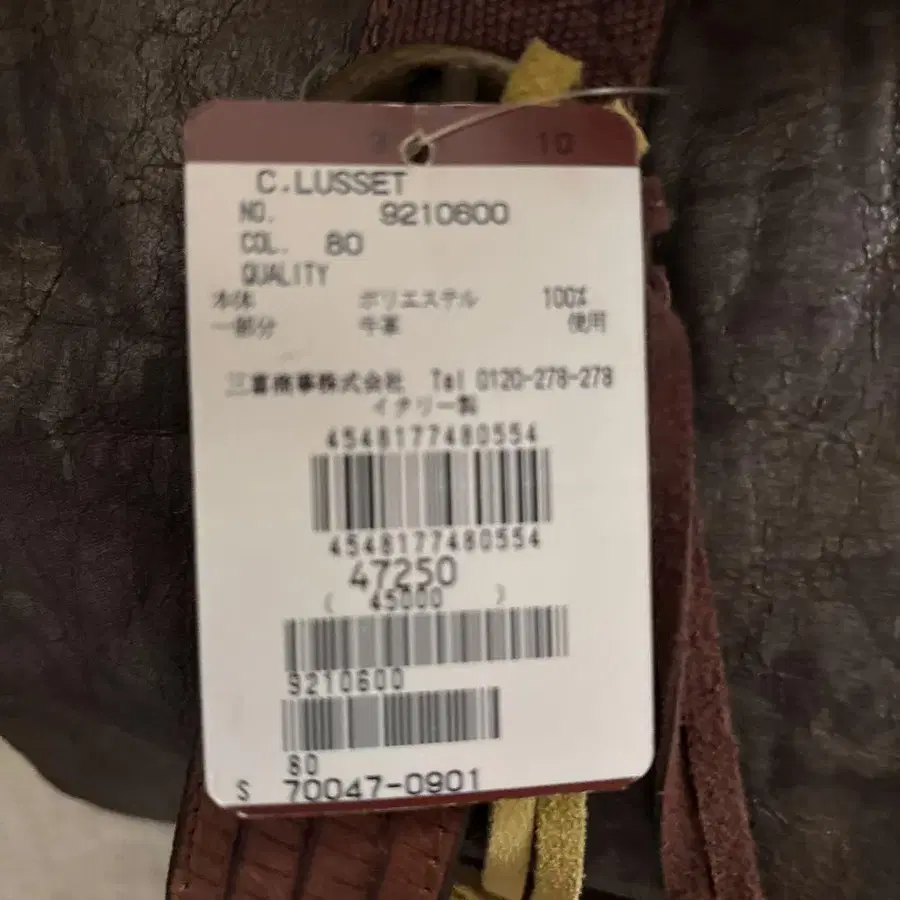 10
C.LUSSET
NO. 9210600
COL. 80
QUALITY
本体 ポリエステル 100%
一部分 牛革 使用
三喜商事株式会社 Tel 0120-278-278
イタリー製
4548177480554
4548177480554
47250
( 45000 )
9210600
80
S 70047-0901